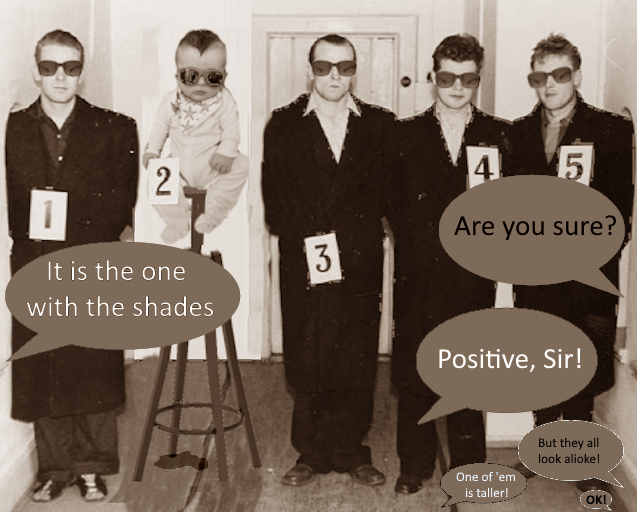 1
2
3
4
5
It is the one
with the shades
Are you sure?
Positive, Sir!
But they all
look alioke!
One of 'em
is taller!
OK!